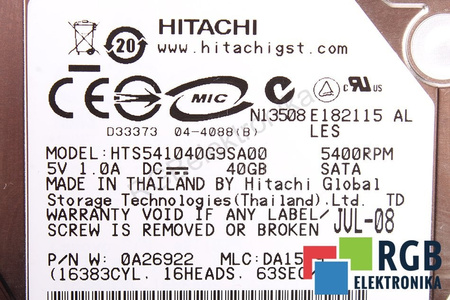 HITACHI
www.hitachigst.com
20
CE MIC
N13508 E182115 AL
D33373 04-4088(B) LES
MODEL:HTS541040G9SA00 5400RPM
5V 1.0A DC 40GB SATA
MADE IN THAILAND BY Hitachi Global
Storage Technologies(Thailand).Ltd. TD
WARRANTY VOID IF ANY LABEL/ JUL-08
SCREW IS REMOVED OR BROKEN
P/N W: 0A26922 MLC:DA15
(16383CYL. 16HEADS. 63SEC
RGB
ELEKTRONIKA